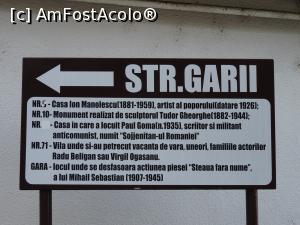 [c] AmFostAcolo®
STR.GARII
NR. - Casa Ion Manolescu(1881-1959), artist al poporului(datare 1926);
NR.10- Monument realizat de sculptorul Tudor Gheorghe(1882-1944);
NR. - Casa in care a locuit Paul Goma(n.1935), scriitor si militant
anticomunist, numit "Soljenitan-ul Romaniei"
NR.71 - Vila unde si-au petrecut vacanta de vara, uneori, familiile actorilor
Radu Beligan sau Virgil Ogasanu.
GARA - locul unde se desfasoara actiunea piesei "Steaua fara nume",
a lui Mihail Sebastian (1907-1945)